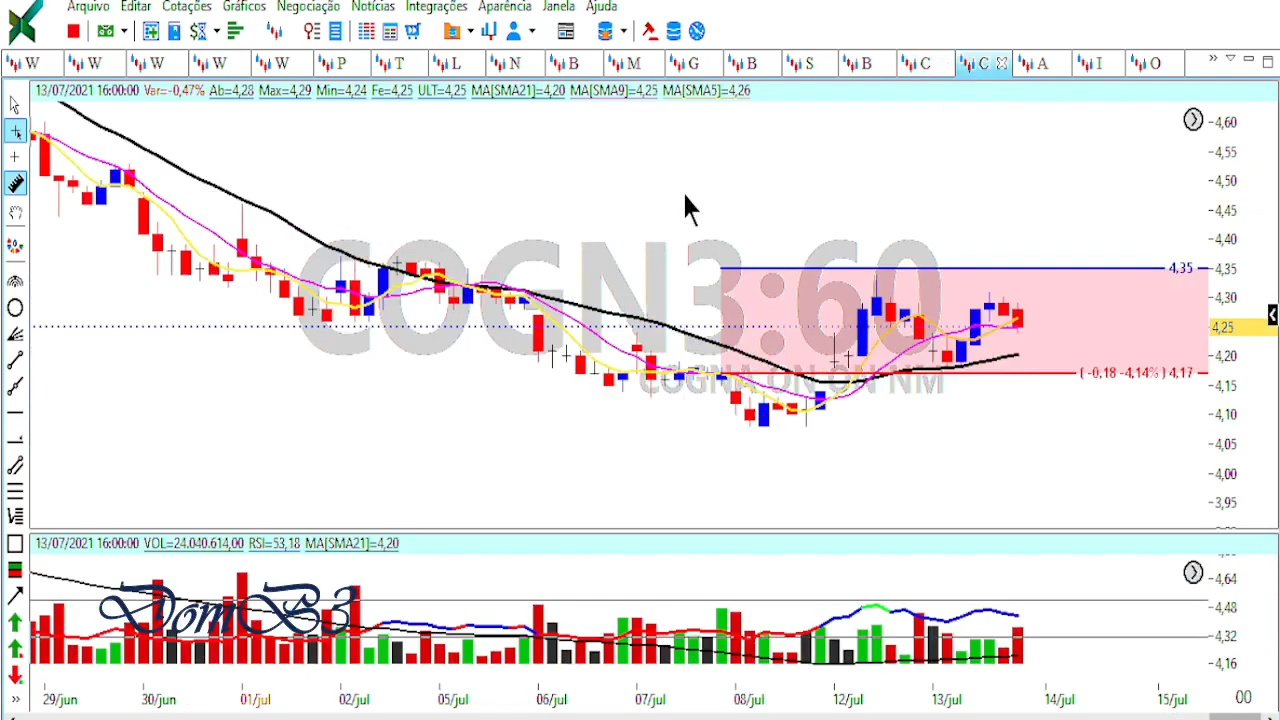 Arquivo Editar Cotações Gráficos Negociação Notícias Integrações Aparência Janela Ajuda
W W W W W P T L N B M G B S B C C A I O
13/07/2021 16:00:00 Var=-0,47% Ab=4,28 Max=4,29 Min=4,24 Fe=4,25 ULT=4,25 MA[SMA21]=4,20 MA[SMA9]=4,25 MA[SMA5]=4,26
COGN3:60
COGNA ON ON NM
4,60
4,55
4,50
4,45
4,40
4,35
4,35
4,30
4,25
4,20
( -0,18 -4,14% ) 4,17
4,15
4,10
4,05
4,00
3,95
13/07/2021 16:00:00 VOL=24.040.614,00 RSI=53,18 MA[SMA21]=4,20
DomB3
4,64
4,48
4,32
4,16
29/jun 30/jun 01/jul 02/jul 05/jul 06/jul 07/jul 08/jul 12/jul 13/jul 14/jul 15/jul 00